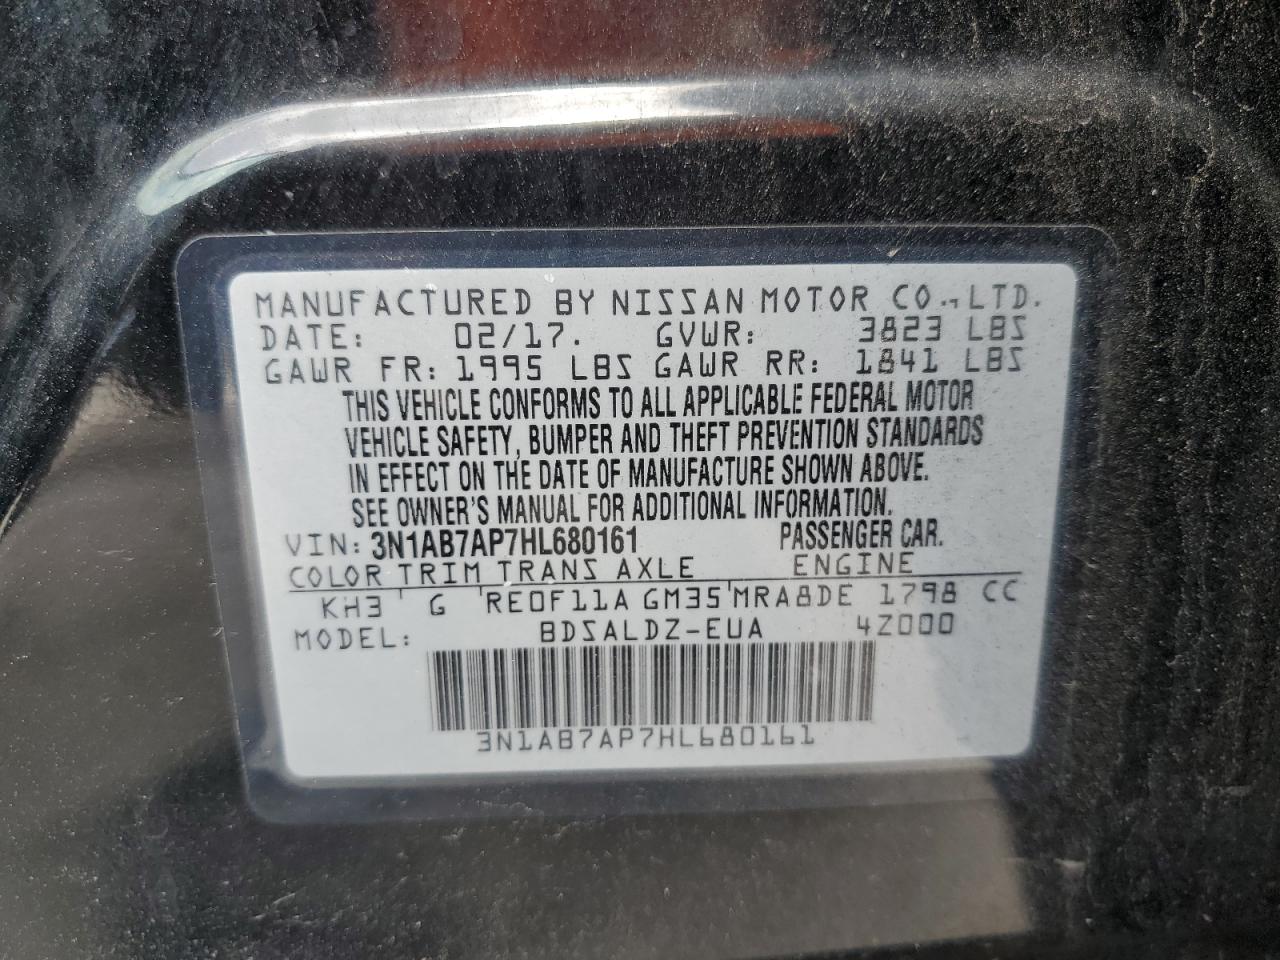 MANUFACTURED BY NISSAN MOTOR CO., LTD.
DATE: 02/17. GVWR: 3823 LBS
GAWR FR: 1995 LBS GAWR RR: 1841 LBS
THIS VEHICLE CONFORMS TO ALL APPLICABLE FEDERAL MOTOR
VEHICLE SAFETY, BUMPER AND THEFT PREVENTION STANDARDS
IN EFFECT ON THE DATE OF MANUFACTURE SHOWN ABOVE.
SEE OWNER'S MANUAL FOR ADDITIONAL INFORMATION.
VIN: 3N1AB7AP7HL680161 PASSENGER CAR.
COLOR TRIM TRANS AXLE ENGINE
KH3 G RE0F11A GM35 MRA8DE 1798 CC
MODEL: BDSALDZ-EUA 4Z000
3N1AB7AP7HL680161